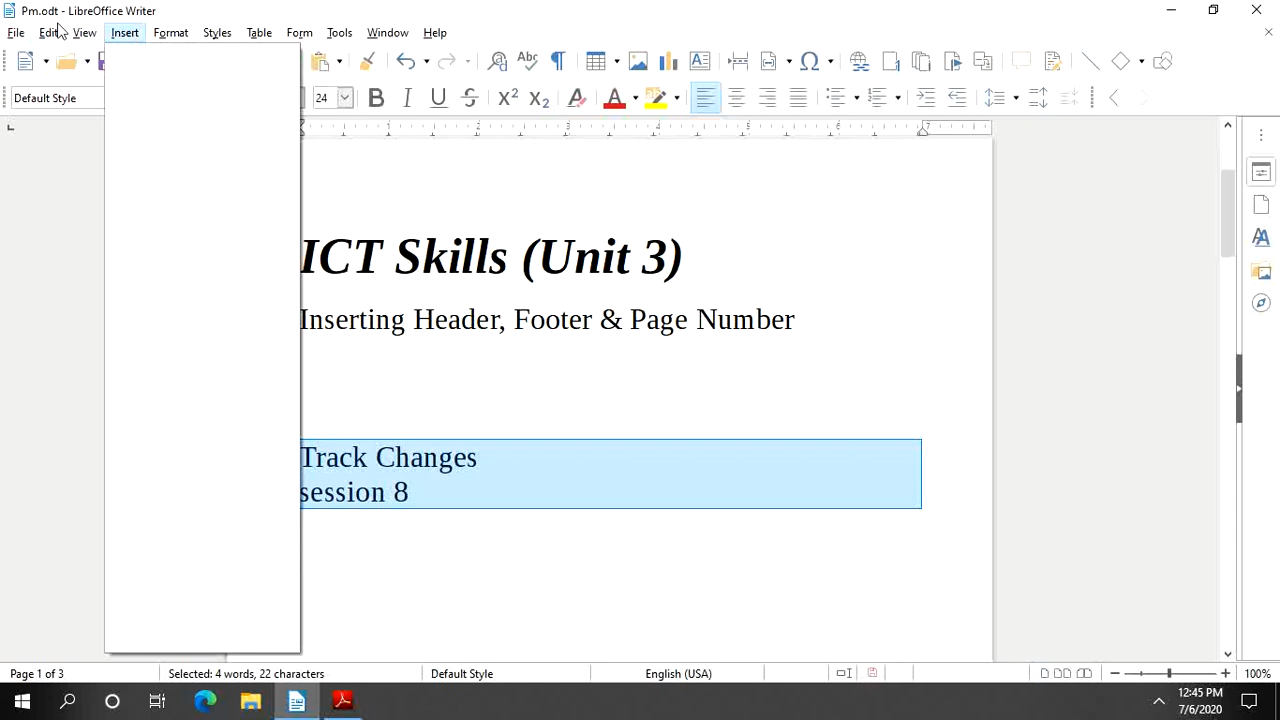 Pm.odt - LibreOffice Writer
File Edit View Insert Format Styles Table Form Tools Window Help
Default Style 24
ICT Skills (Unit 3)
Inserting Header, Footer & Page Number
Track Changes
session 8
Page 1 of 3 Selected: 4 words, 22 characters Default Style English (USA) 100%
12:45 PM
7/6/2020